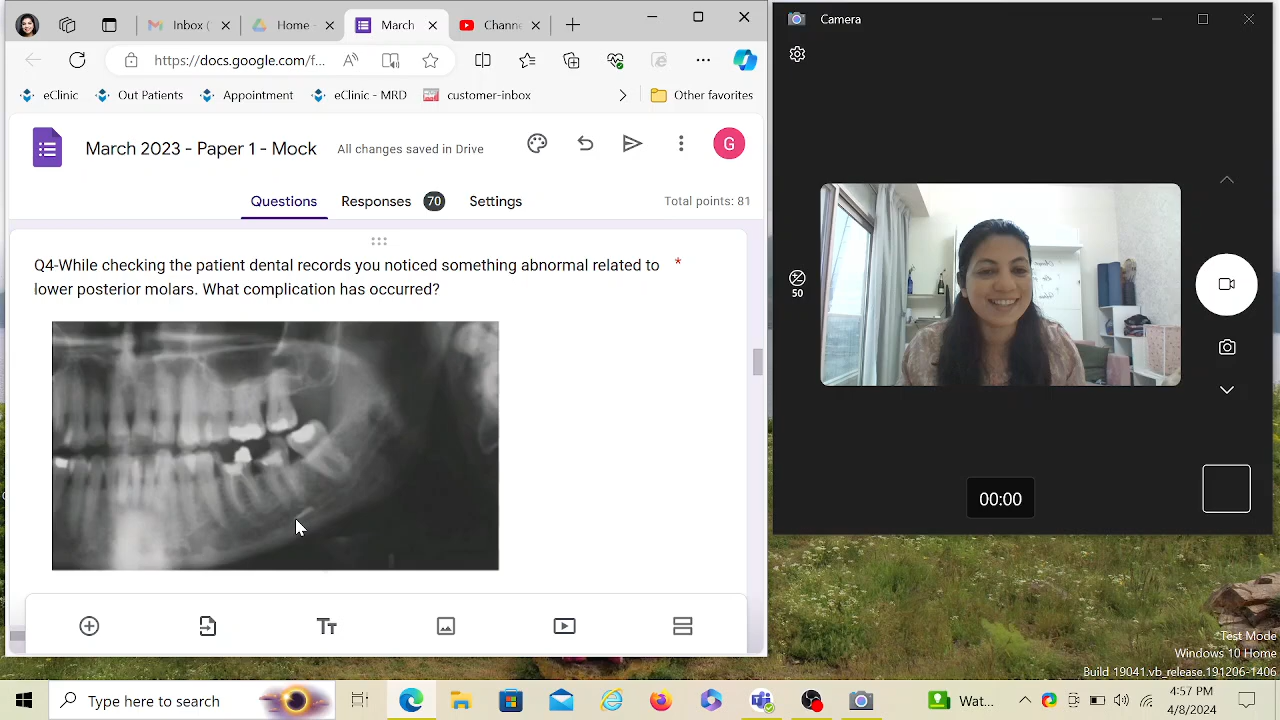 Inbox (
Home -
March
Channe
https://docs.google.com/f...
eClinic
Out Patients
Appointment
eClinic - MRD
customer-inbox
Other favorites
March 2023 - Paper 1 - Mock
All changes saved in Drive
G
Questions
Responses
70
Settings
Total points: 81
Q4-While checking the patient dental records you noticed something abnormal related to *
lower posterior molars. What complication has occurred?
Tт
Camera
50
00:00
Test Mode
Windows 10 Home
Build 19041.vb_release.191206-1406
Type here to search
Wat...
4:57 PM
4/8/2024